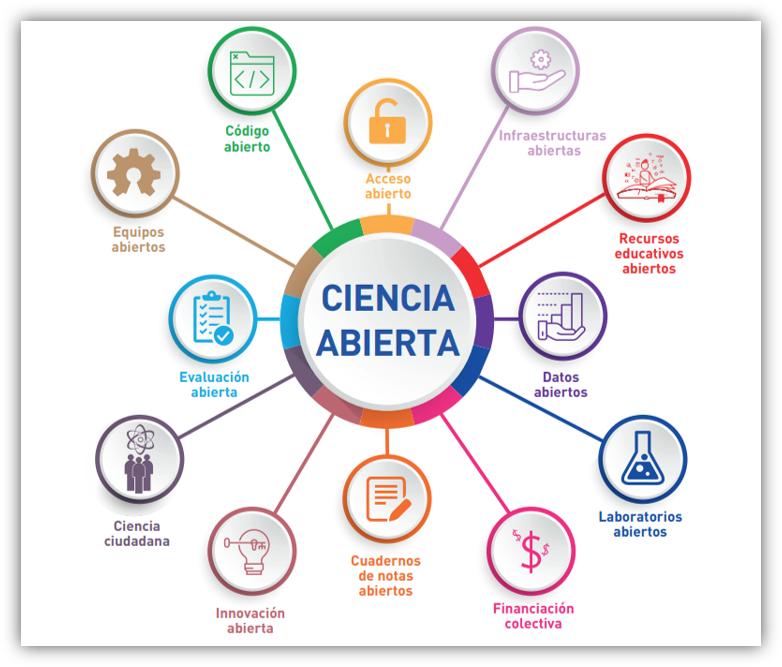 CIENCIA
ABIERTA
Acceso
abierto
Infraestructuras
abiertas
Recursos
educativos
abiertos
Datos
abiertos
Laboratorios
abiertos
Financiación
colectiva
Cuadernos
de notas
abiertos
Innovación
abierta
Ciencia
ciudadana
Evaluación
abierta
Equipos
abiertos
Código
abierto